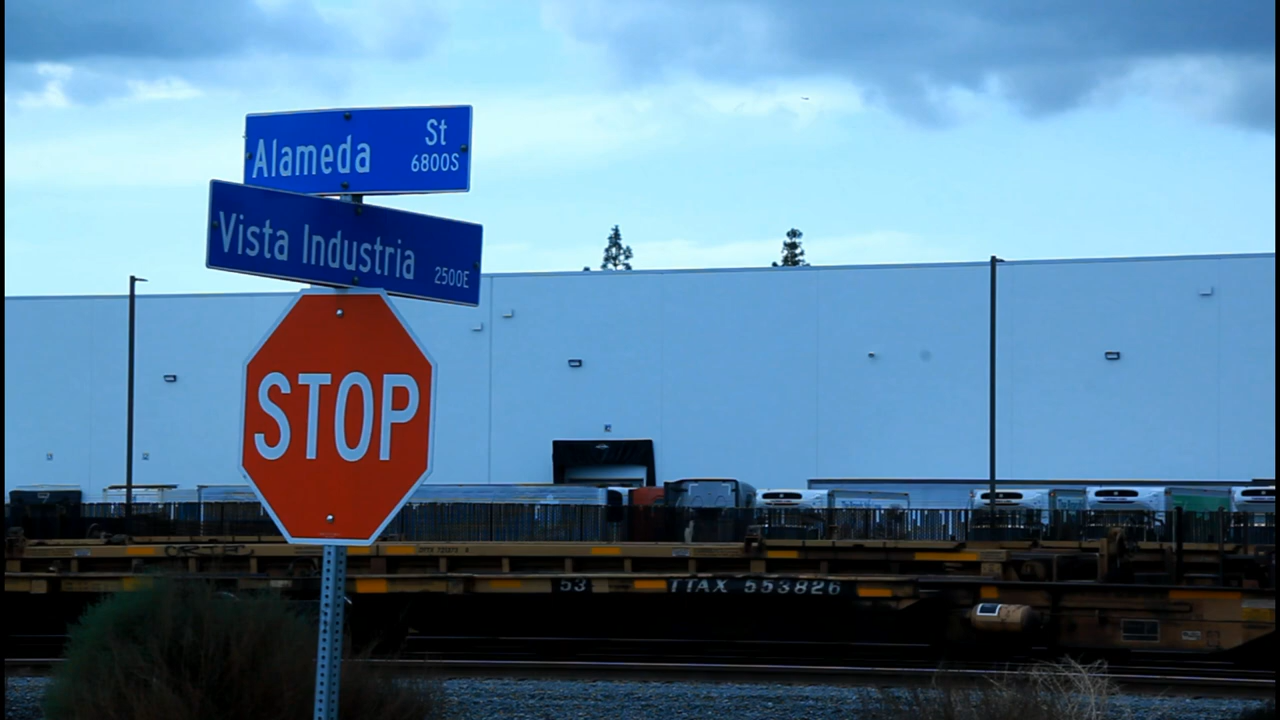 Alameda St
6800S
Vista Industria
2500E
STOP
53 TTAX 553826